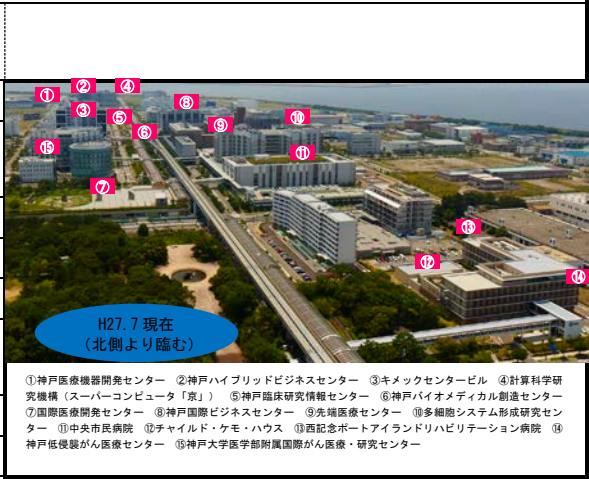 ① ② ④
③ ⑤ ⑧
⑥ ⑨ ⑩
⑮ ⑪
⑦
⑬
⑫ ⑭
H27.7 現在
(北側より臨む)
①神戸医療機器開発センター ②神戸ハイブリッドビジネスセンター ③キメックセンタービル ④計算科学研
究機構（スーパーコンピュータ「京」） ⑤神戸臨床研究情報センター ⑥神戸バイオメディカル創造センター
⑦国際医療開発センター ⑧神戸国際ビジネスセンター ⑨先端医療センター ⑩多細胞システム形成研究セン
ター ⑪中央市民病院 ⑫チャイルド・ケモ・ハウス ⑬西記念ポートアイランドリハビリテーション病院 ⑭
神戸低侵襲がん医療センター ⑮神戸大学医学部附属国際がん医療・研究センター